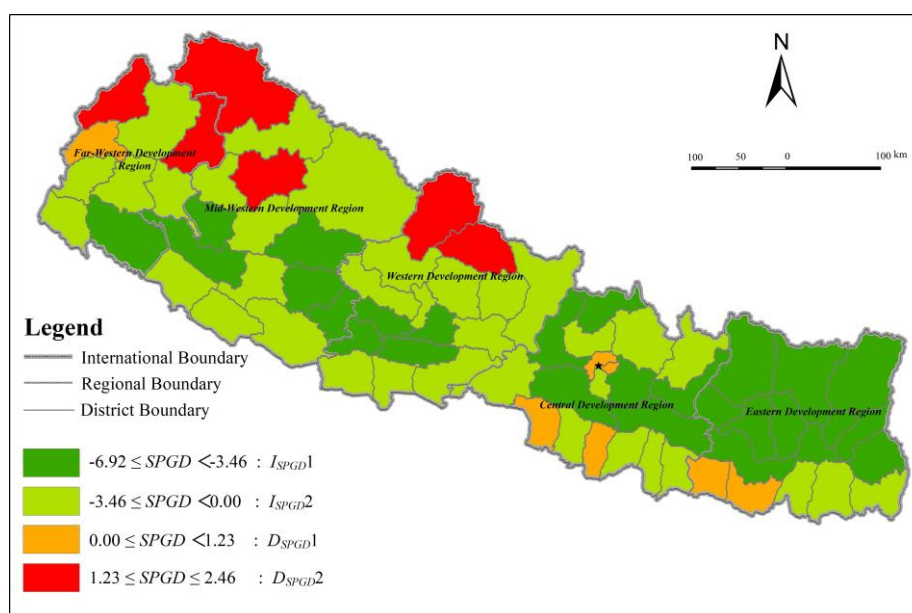 N
100 50 0 100 km
Far-Western Development
Region
Mid-Western Development Region
Western Development Region
Central Development Region
Eastern Development Region
Legend
International Boundary
Regional Boundary
District Boundary
-6.92 ≤ SPGD <-3.46 : ISPGD1
-3.46 ≤ SPGD <0.00 : ISPGD2
0.00 ≤ SPGD <1.23 : DSPGD1
1.23 ≤ SPGD ≤ 2.46 : DSPGD2